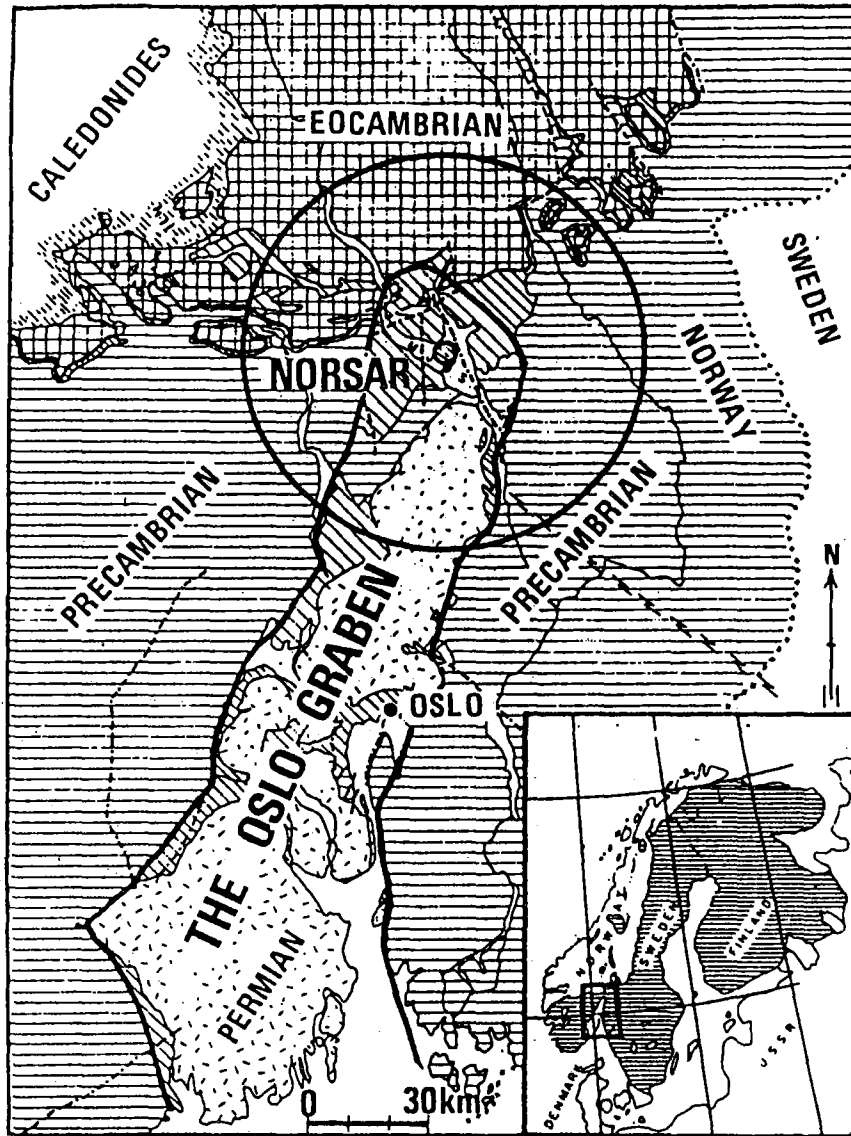 CALEDONIDES
EOCAMBRIAN
SWEDEN
NORWAY
NORSAR
PRECAMBRIAN
PRECAMBRIAN
N
THE OSLO GRABEN
OSLO
PERMIAN
0 30km
NORWAY
SWEDEN
FINLAND
DENMARK
U.S.S.R.